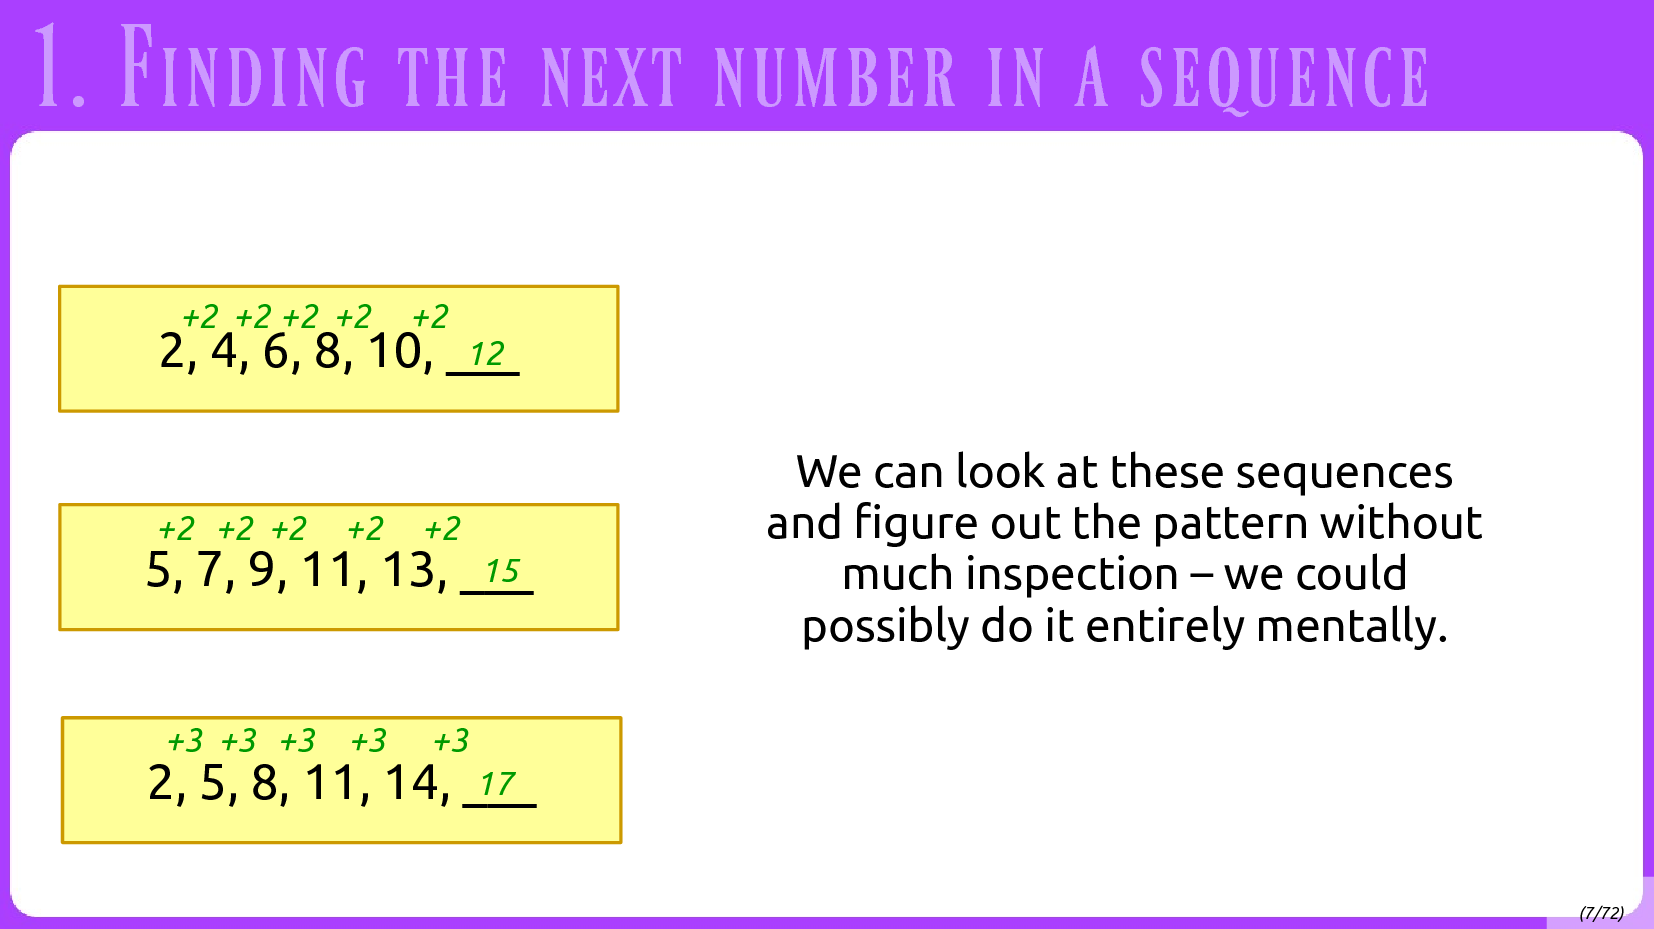 1. Finding the next number in a sequence
+2 +2 +2 +2 +2
2, 4, 6, 8, 10, ___ 12
+2 +2 +2 +2 +2
5, 7, 9, 11, 13, ___ 15
+3 +3 +3 +3 +3
2, 5, 8, 11, 14, ___ 17
We can look at these sequences
and figure out the pattern without
much inspection – we could
possibly do it entirely mentally.
(7/72)